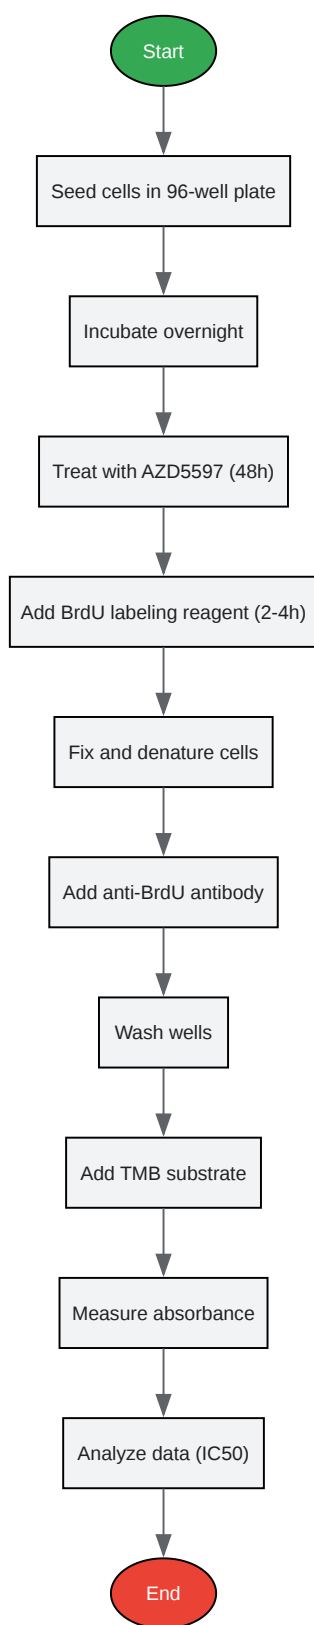 Start
Seed cells in 96-well plate
Incubate overnight
Treat with AZD5597 (48h)
Add BrdU labeling reagent (2-4h)
Fix and denature cells
Add anti-BrdU antibody
Wash wells
Add TMB substrate
Measure absorbance
Analyze data (IC50)
End